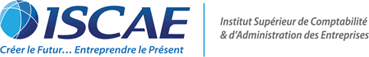 ISCAE
Créer le Futur... Entreprendre le Présent
Institut Supérieur de Comptabilité
& d'Administration des Entreprises